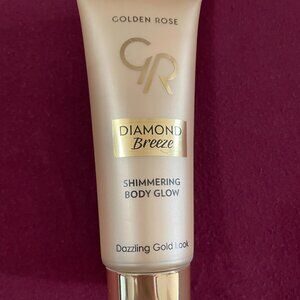 GOLDEN ROSE
GR
DIAMOND
Breeze
SHIMMERING
BODY GLOW
Dazzling Gold Look